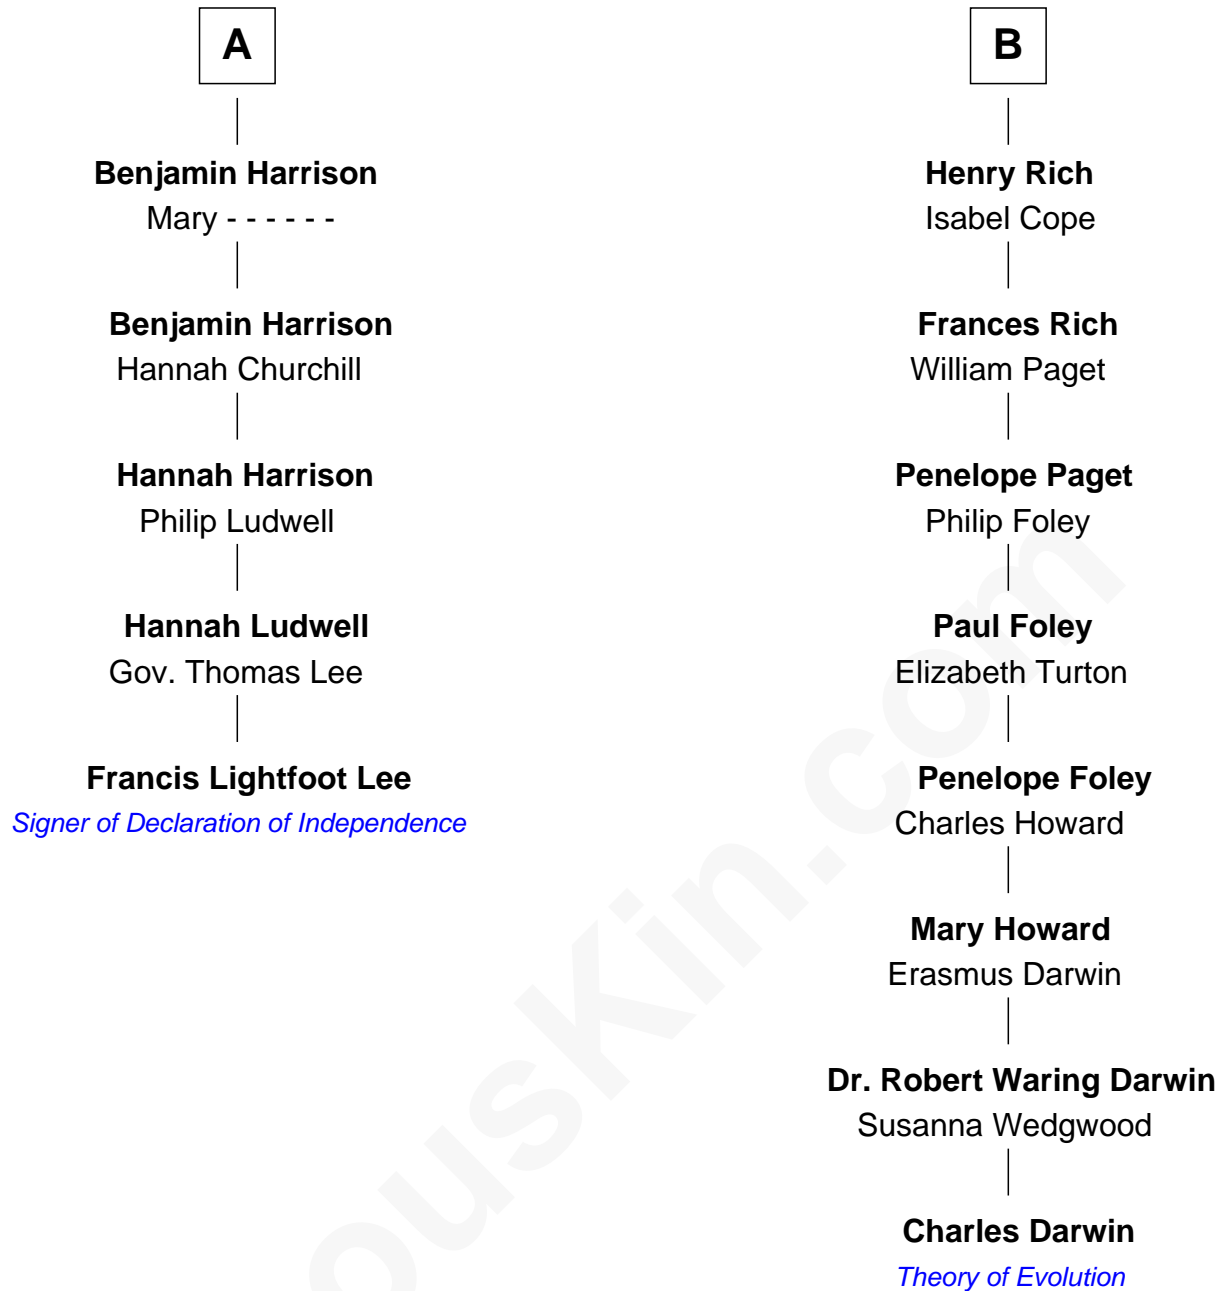 A
Benjamin Harrison
Mary - - - - - -
Benjamin Harrison
Hannah Churchill
Hannah Harrison
Philip Ludwell
Hannah Ludwell
Gov. Thomas Lee
Francis Lightfoot Lee
Signer of Declaration of Independence
B
Henry Rich
Isabel Cope
Frances Rich
William Paget
Penelope Paget
Philip Foley
Paul Foley
Elizabeth Turton
Penelope Foley
Charles Howard
Mary Howard
Erasmus Darwin
Dr. Robert Waring Darwin
Susanna Wedgwood
Charles Darwin
Theory of Evolution
ousKin.com